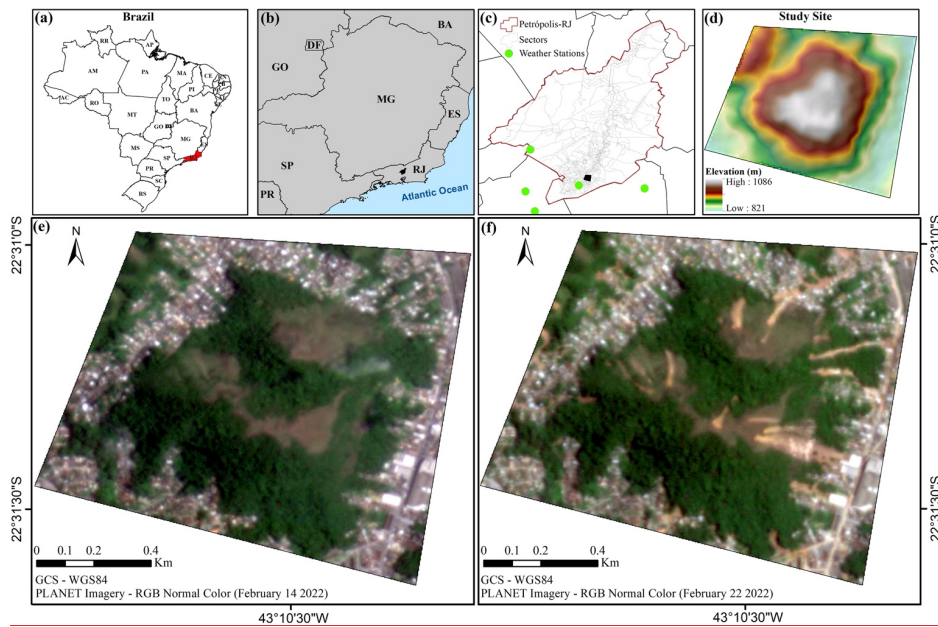 (a)
Brazil
RR
AP
AM
PA
MA
CE
PI
AC
RO
TO
MT
BA
GO
MG
MS
SP
PR
SC
RS
(b)
BA
DF
GO
MG
ES
SP
RJ
PR
Atlantic Ocean
(c)
Petrópolis-RJ
Sectors
Weather Stations
(d)
Study Site
Elevation (m)
High : 1086
Low : 821
(e)
N
22°31'0"S
22°31'30"S
0 0.1 0.2 0.4
Km
GCS - WGS84
PLANET Imagery - RGB Normal Color (February 14 2022)
43°10'30"W
(f)
N
22°31'0"S
22°31'30"S
0 0.1 0.2 0.4
Km
GCS - WGS84
PLANET Imagery - RGB Normal Color (February 22 2022)
43°10'30"W